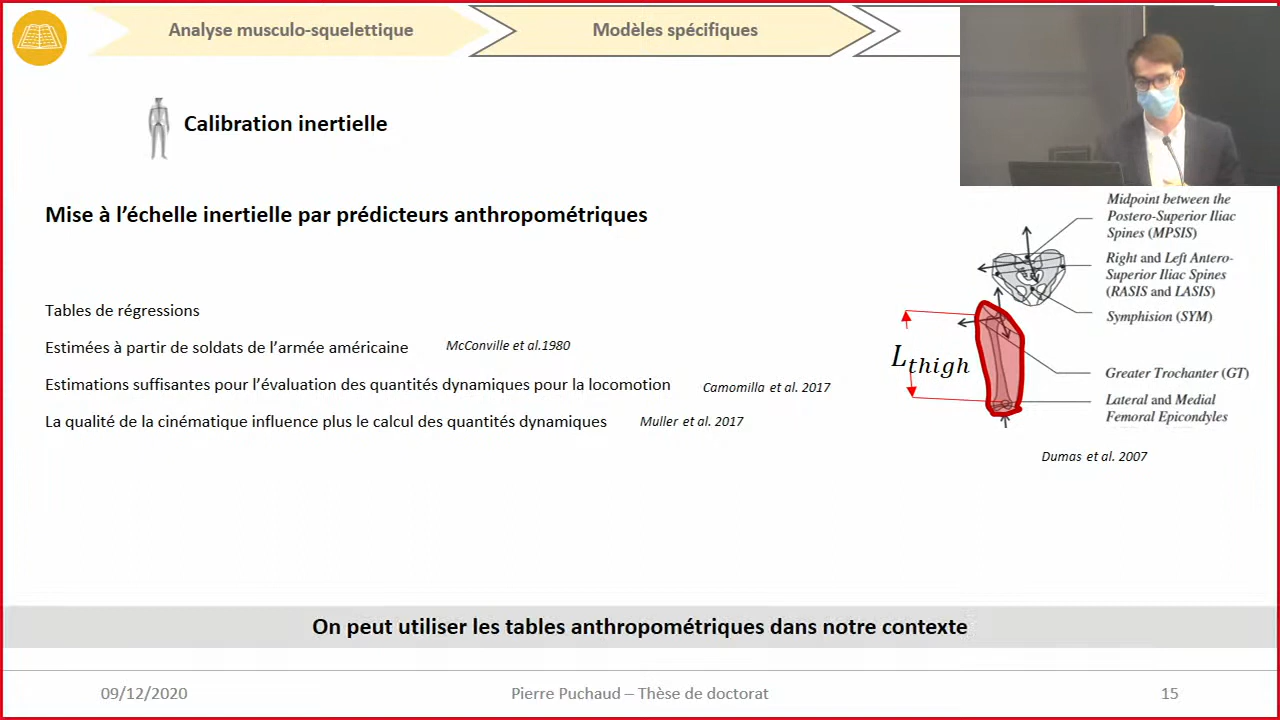 Analyse musculo-squelettique
Modèles spécifiques
Calibration inertielle
Mise à l’échelle inertielle par prédicteurs anthropométriques
Tables de régressions
Estimées à partir de soldats de l’armée américaine
McConville et al.1980
Estimations suffisantes pour l’évaluation des quantités dynamiques pour la locomotion
Camomilla et al. 2017
La qualité de la cinématique influence plus le calcul des quantités dynamiques
Muller et al. 2017
Midpoint between the
Postero-Superior Iliac
Spines (MPSIS)
Right and Left Antero-
Superior Iliac Spines
(RASIS and LASIS)
Symphision (SYM)
L_thigh
Greater Trochanter (GT)
Lateral and Medial
Femoral Epicondyles
Dumas et al. 2007
On peut utiliser les tables anthropométriques dans notre contexte
09/12/2020
Pierre Puchaud – Thèse de doctorat
15